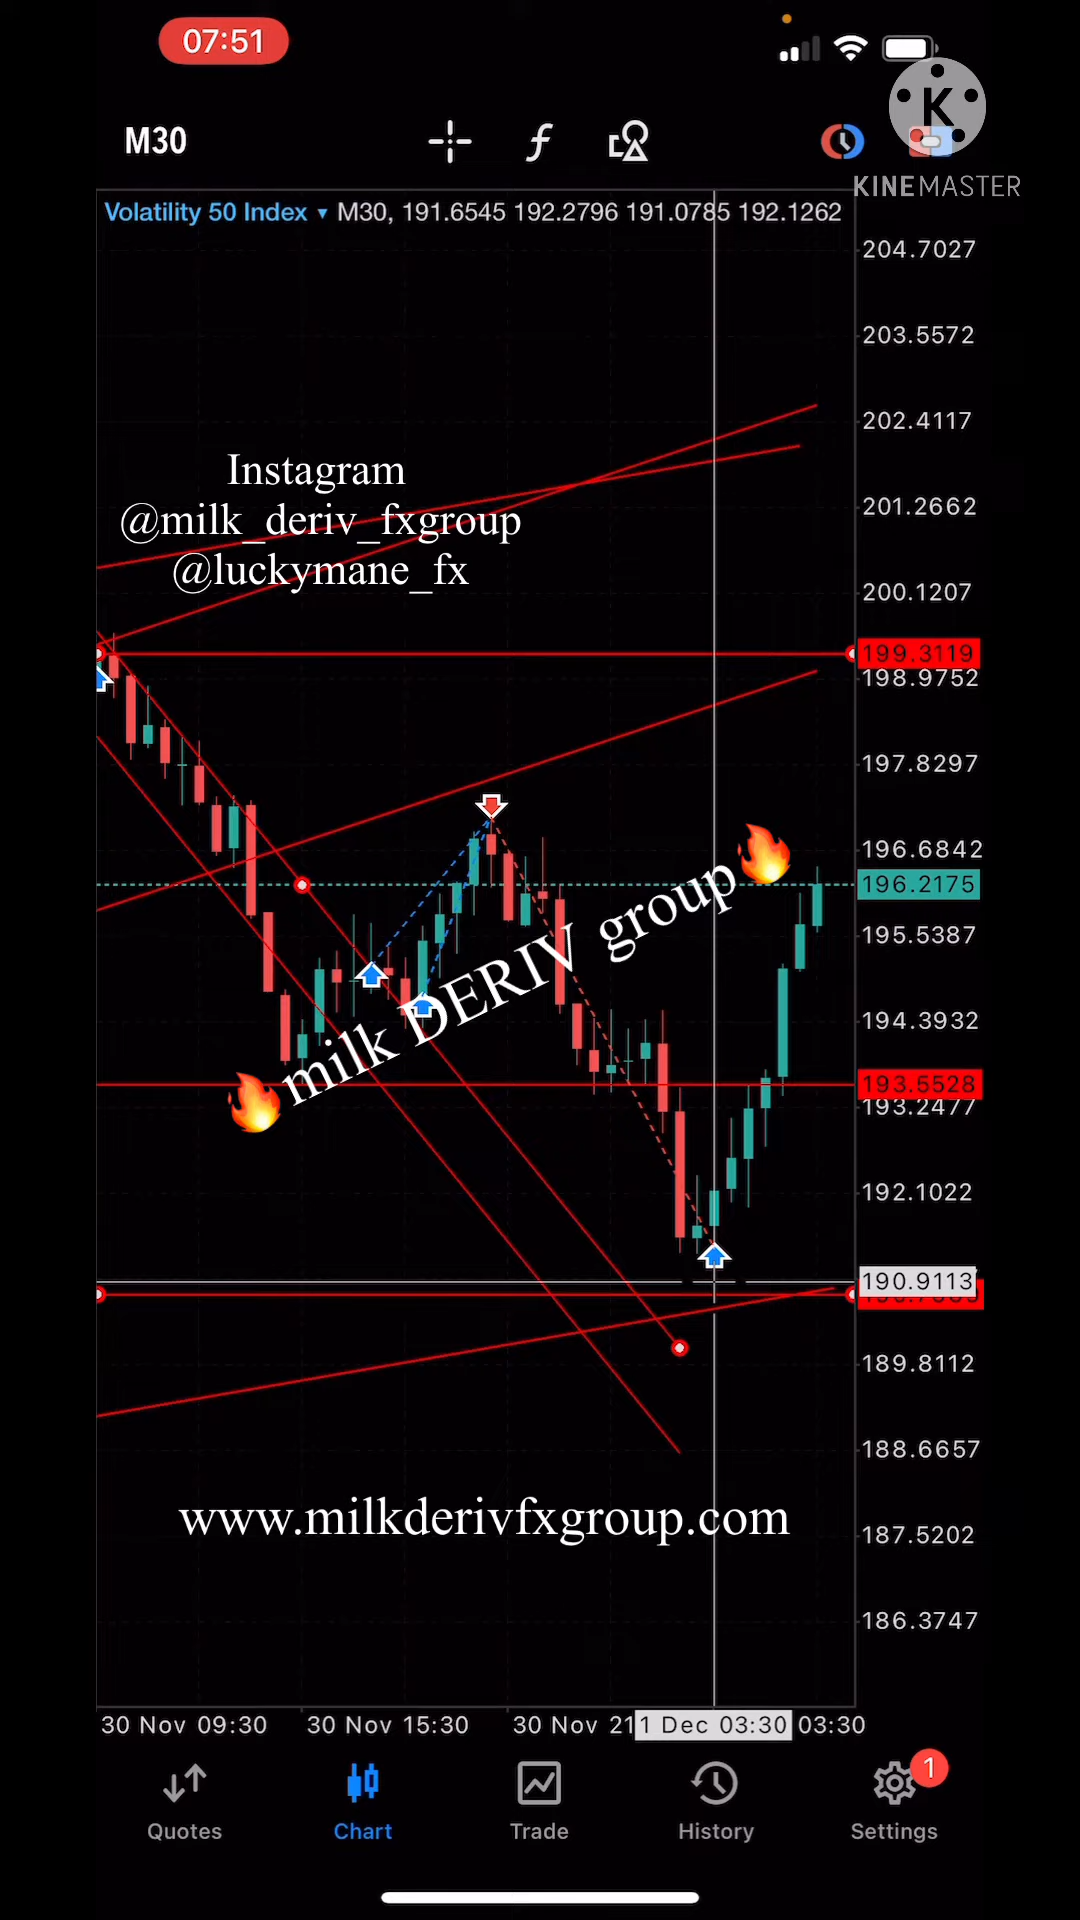 07:51
K
KINEMASTER
M30
Volatility 50 Index ▾ M30, 191.6545 192.2796 191.0785 192.1262
204.7027
203.5572
202.4117
Instagram
@milk_deriv_fxgroup
@luckymane_fx
201.2662
200.1207
199.3119
198.9752
197.8297
196.6842
196.2175
195.5387
🔥milk DERIV group🔥
194.3932
193.5528
193.2477
192.1022
190.9113
189.8112
188.6657
www.milkderivfxgroup.com
187.5202
186.3747
30 Nov 09:30 30 Nov 15:30 30 Nov 21 1 Dec 03:30 03:30
1
Quotes Chart Trade History Settings